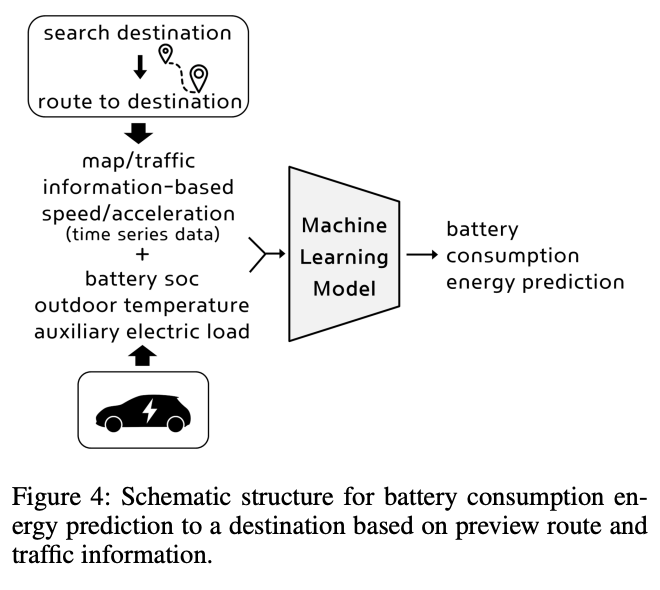 search destination
route to destination
map/traffic
information-based
speed/acceleration
(time series data)
+
battery soc
outdoor temperature
auxiliary electric load
Machine
Learning
Model
battery
consumption
energy prediction
Figure 4: Schematic structure for battery consumption en-
ergy prediction to a destination based on preview route and
traffic information.